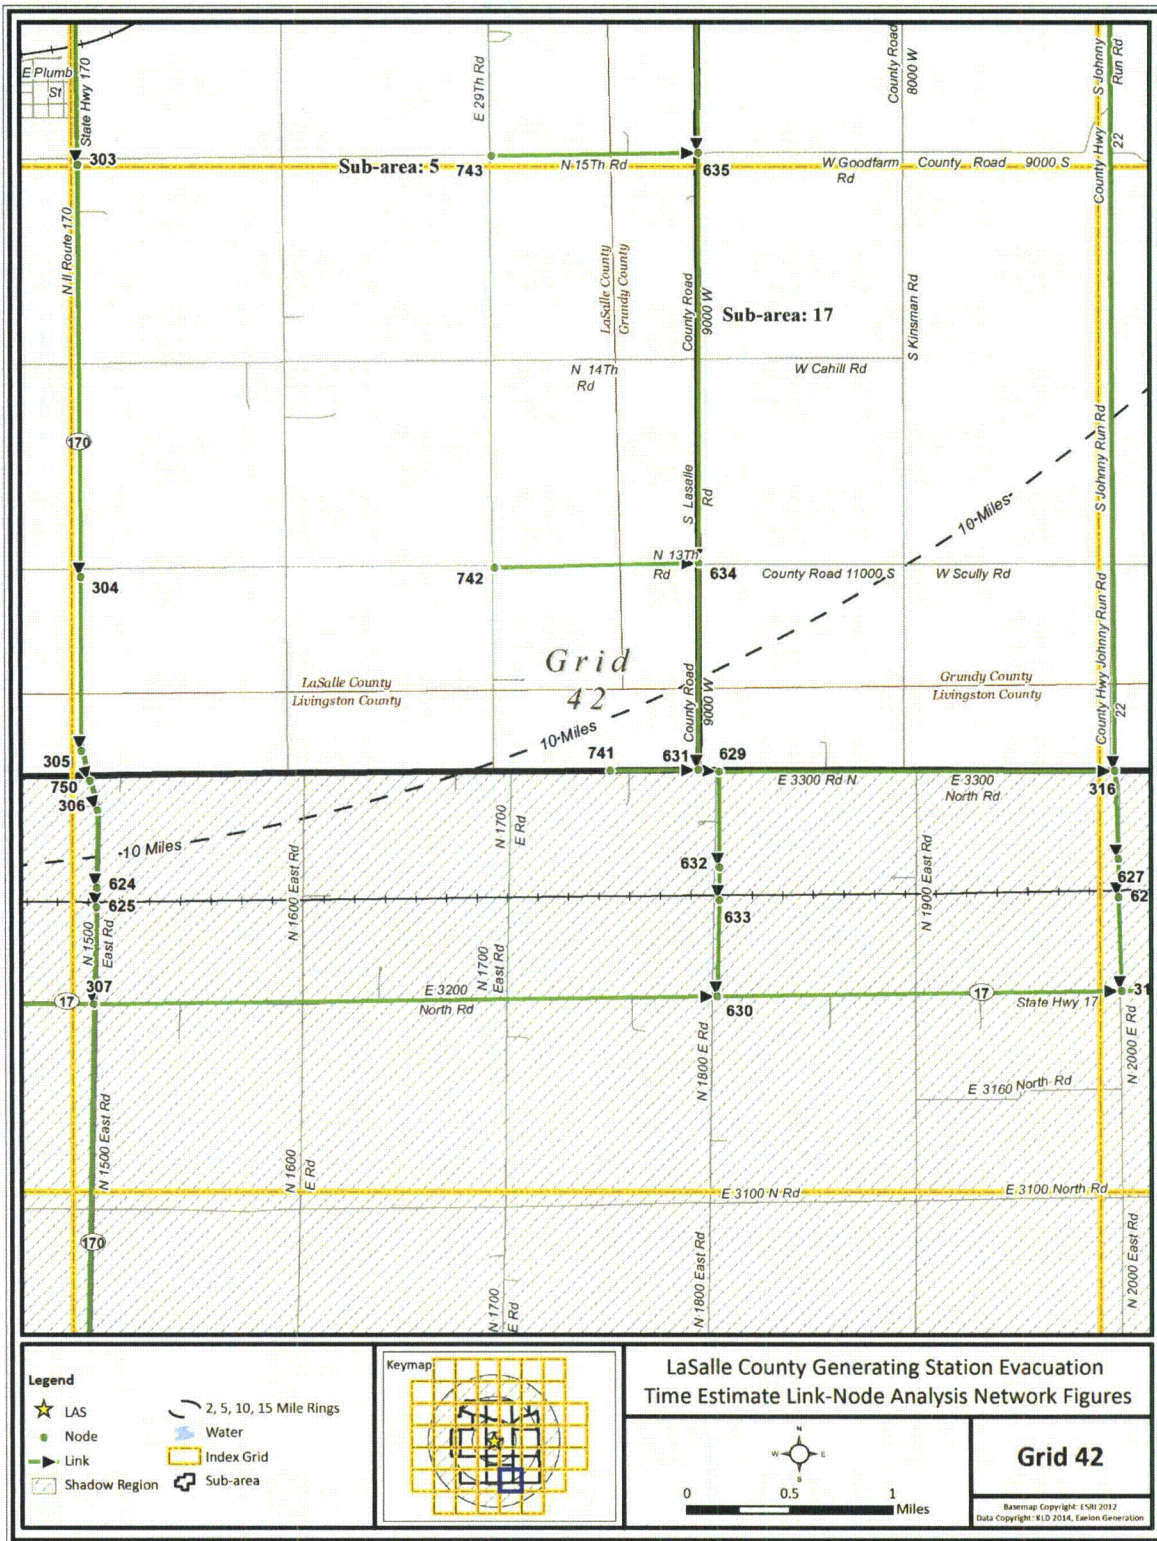 E Plumb
St
State Hwy 170
E 29Th Rd
County Road
8000 W
S Johnny
Run Rd
County Hwy
22
303
Sub-area: 5
743
N 15Th Rd
635
W Goodfarm
Rd
County Road 9000 S
N Il Route 170
LaSalle County
Grundy County
County Road
9000 W
Sub-area: 17
S Kinsman Rd
N 14Th
Rd
W Cahill Rd
170
S Lasalle
Rd
S Johnny Run Rd
10 Miles
304
742
N 13Th
Rd
634
County Road 11000 S
W Scully Rd
County Hwy Johnny Run Rd
22
Grid
42
LaSalle County
Livingston County
County Road
9000 W
Grundy County
Livingston County
10 Miles
305
750
306
741
631
629
E 3300 Rd N
E 3300
North Rd
316
10 Miles
N 1600 East Rd
N 1700
E Rd
632
N 1900 East Rd
627
624
625
633
62
N 1500
East Rd
N 1700
East Rd
307
17
E 3200
North Rd
630
17
State Hwy 17
31
N 1800 E Rd
N 2000 E Rd
E 3160 North Rd
N 1500 East Rd
N 1600
E Rd
E 3100 N Rd
E 3100 North Rd
170
N 1700
E Rd
N 1800 East Rd
N 2000 East Rd
Legend
LAS
Node
Link
Shadow Region
2, 5, 10, 15 Mile Rings
Water
Index Grid
Sub-area
Keymap
LaSalle County Generating Station Evacuation
Time Estimate Link-Node Analysis Network Figures
N
W E
S
0 0.5 1
Miles
Grid 42
Basemap Copyright: ESRI 2012
Data Copyright: KLD 2014, Exelon Generation